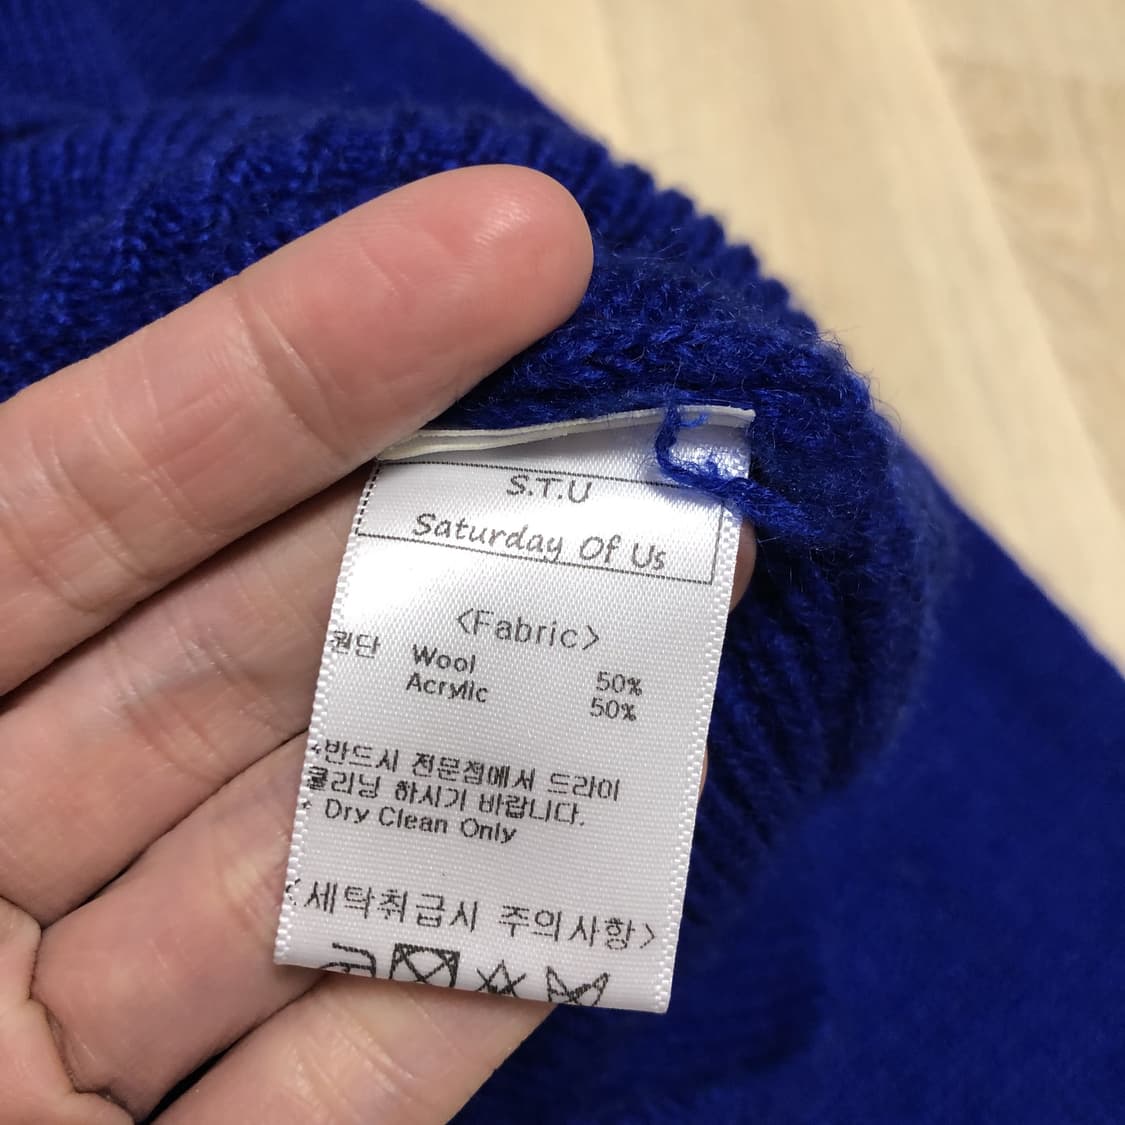 S.T.U
Saturday Of Us
<Fabric>
원단 Wool 50%
Acrylic 50%
반드시 전문점에서 드라이
클리닝 하시기 바랍니다.
Dry Clean Only
<세탁취급시 주의사항>